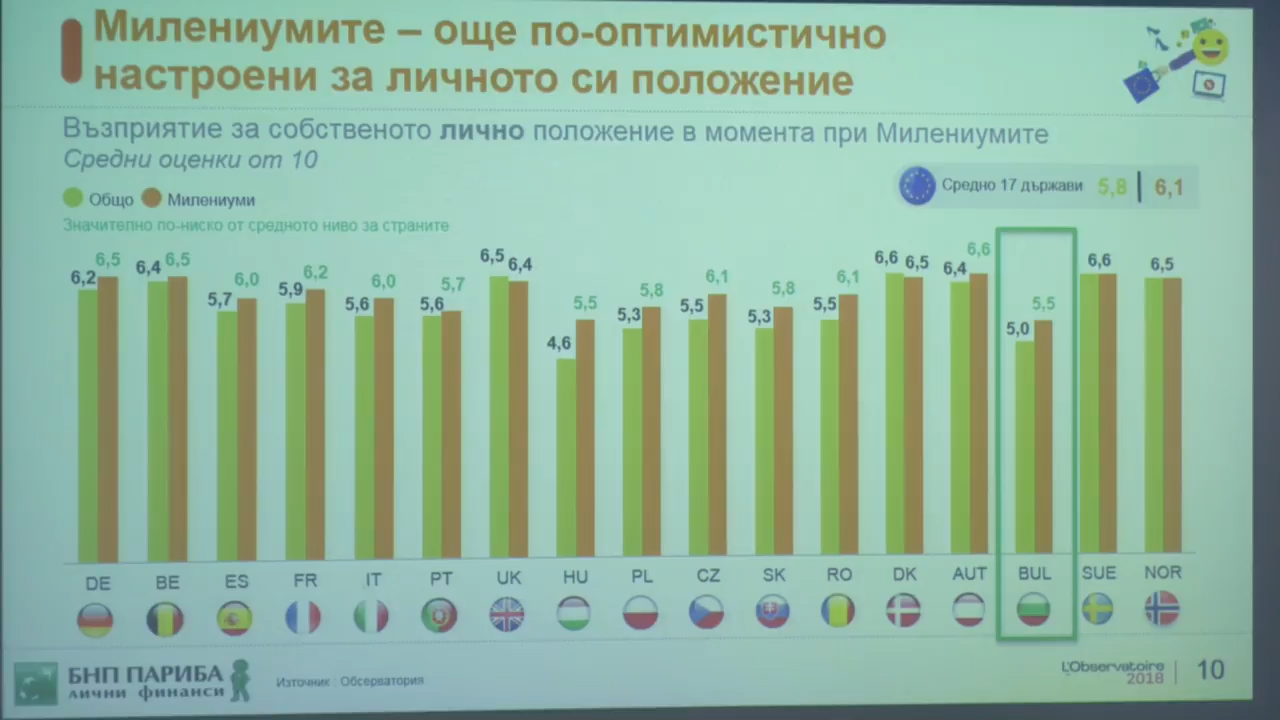 Милениумите – още по-оптимистично
настроени за личното си положение
Възприятие за собственото лично положение в момента при Милениумите
Средни оценки от 10
Средно 17 държави 5,8 | 6,1
Общо Милениуми
Значително по-ниско от средното ниво за страните
6,2 6,5 6,4 6,5 5,7 6,0 5,9 6,2 5,6 6,0 5,6 5,7 6,5 6,4 4,6 5,5 5,3 5,8 5,5 6,1 5,3 5,8 5,5 6,1 6,6 6,5 6,4 6,6 5,0 5,5 6,6 6,5
DE BE ES FR IT PT UK HU PL CZ SK RO DK AUT BUL SUE NOR
БНП ПАРИБА
лични финанси
Източник : Обсерватория
L'Observatoire
2018
10